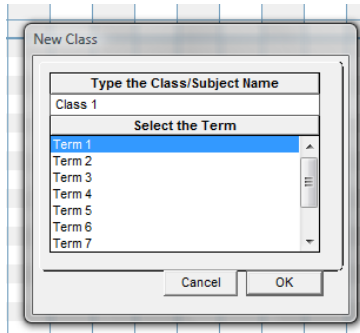 New Class
Type the Class/Subject Name
Class 1
Select the Term
Term 1
Term 2
Term 3
Term 4
Term 5
Term 6
Term 7
Cancel OK